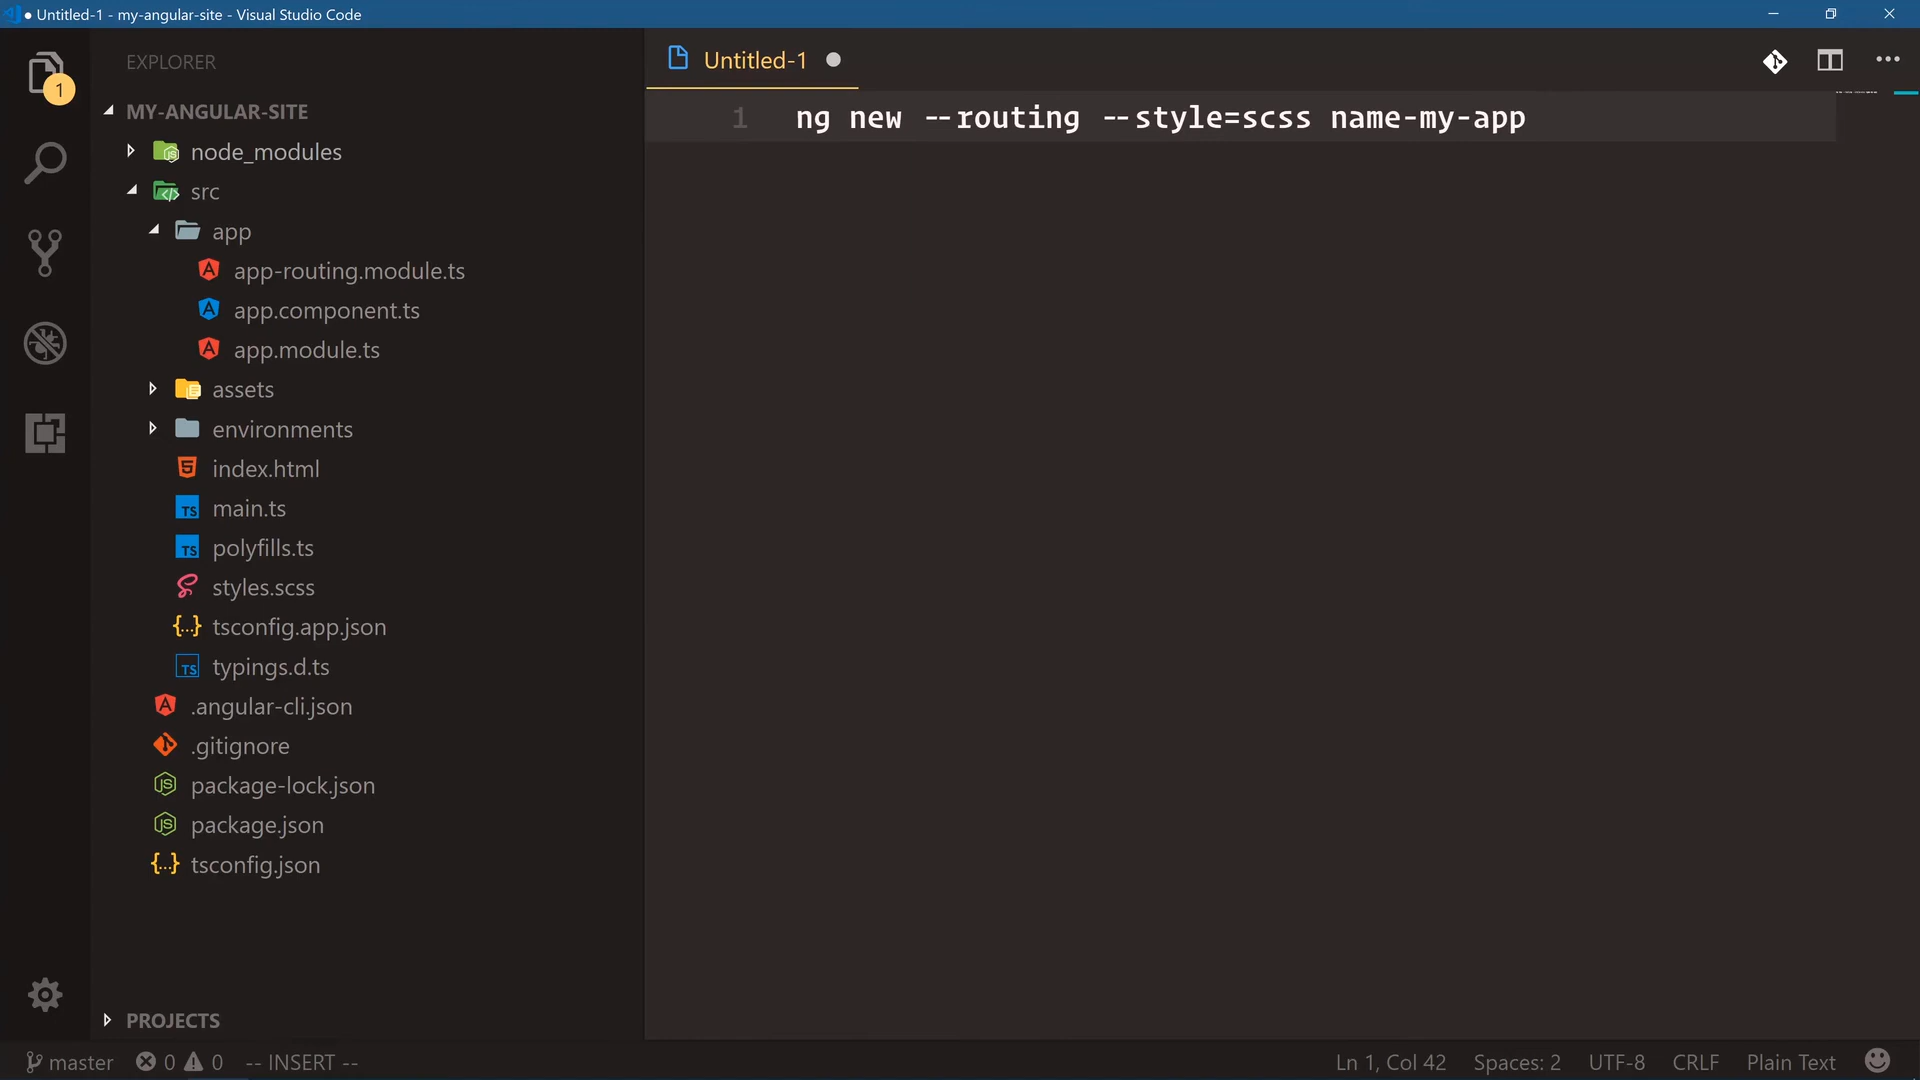 Untitled-1 - my-angular-site - Visual Studio Code
EXPLORER
1
MY-ANGULAR-SITE
node_modules
src
app
app-routing.module.ts
app.component.ts
app.module.ts
assets
environments
index.html
main.ts
polyfills.ts
styles.scss
tsconfig.app.json
typings.d.ts
.angular-cli.json
.gitignore
package-lock.json
package.json
tsconfig.json
PROJECTS
Untitled-1
1 ng new --routing --style=scss name-my-app
master 0 0 -- INSERT --
Ln 1, Col 42 Spaces: 2 UTF-8 CRLF Plain Text